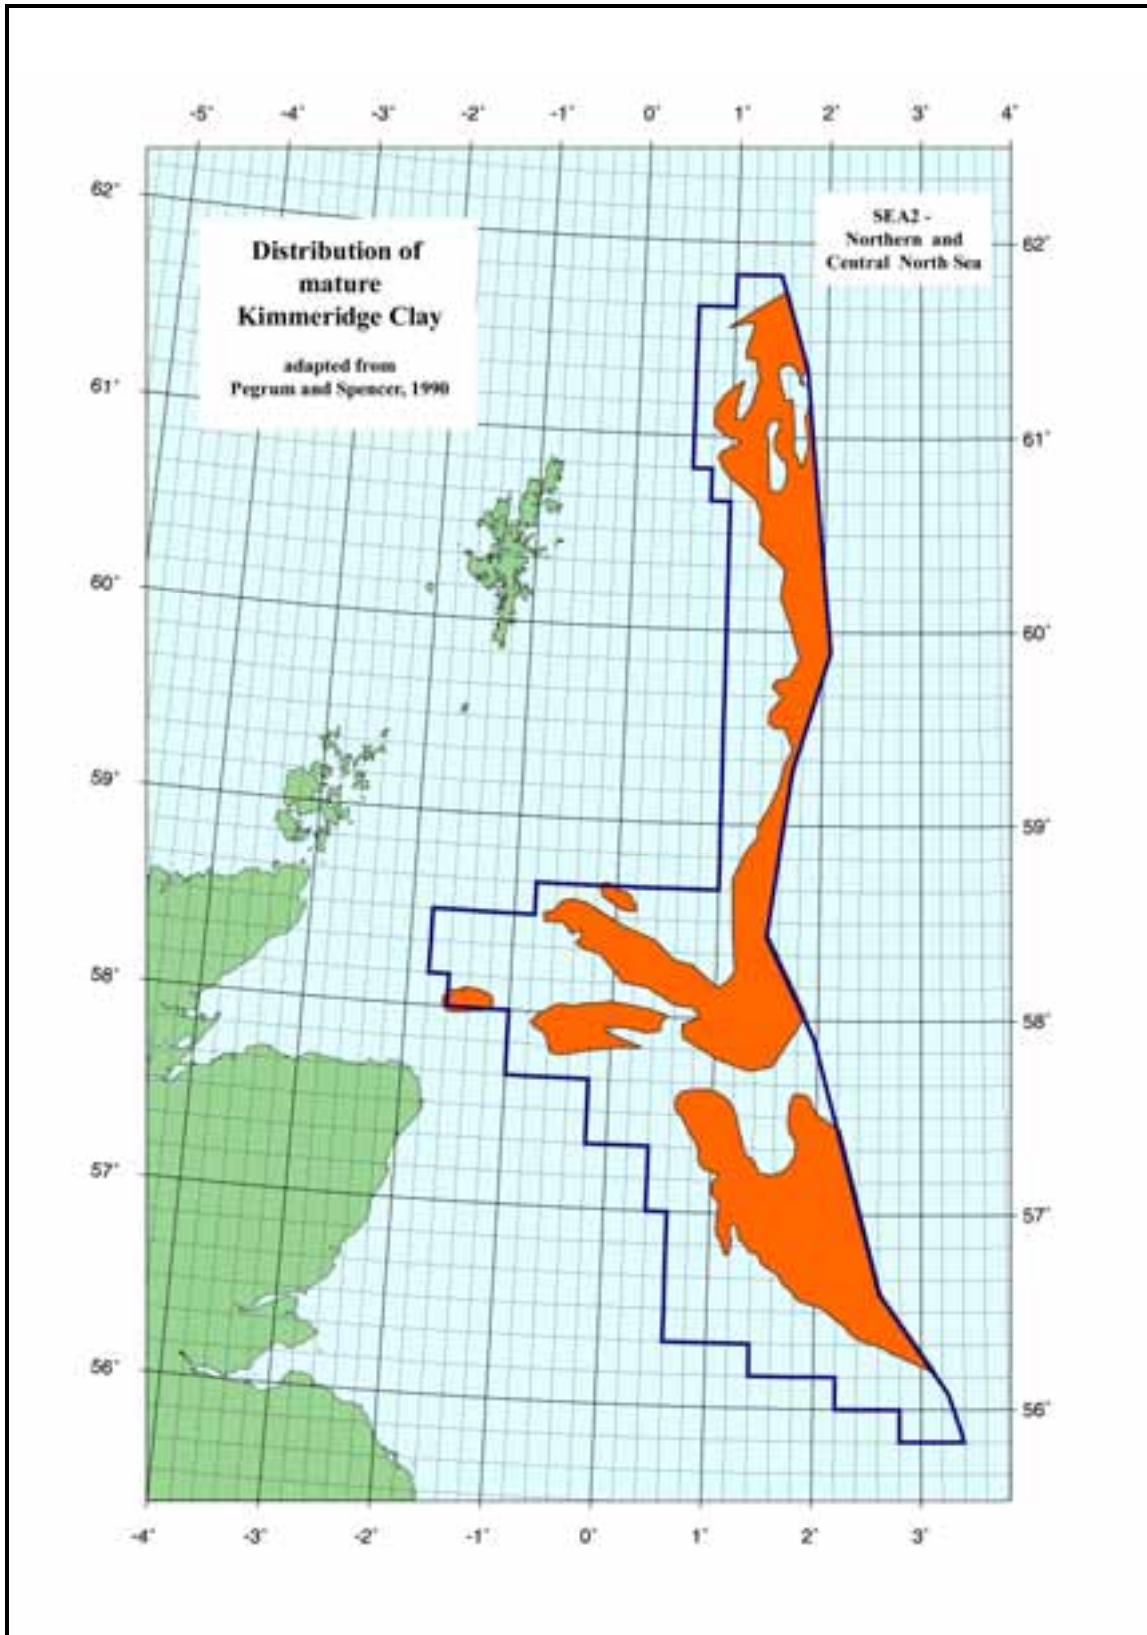 -5° -4° -3° -2° -2° -1° 0° 1° 2° 3° 4°
62°
SEA2 -
Northern and
Central North Sea
Distribution of
mature
Kimmeridge Clay
adapted from
Pegrum and Spencer, 1990
62°
61°
61°
60°
60°
59°
59°
58°
58°
57°
57°
56°
56°
-4° -3° -2° -1° 0° 1° 2° 3°